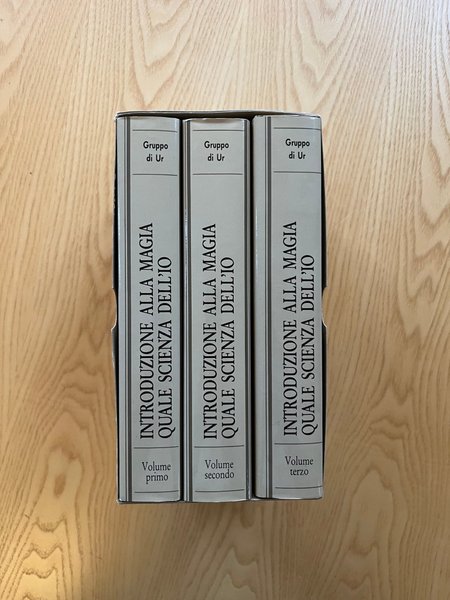 Gruppo
di Ur
INTRODUZIONE ALLA MAGIA
QUALE SCIENZA DELL'IO
Volume
primo
Gruppo
di Ur
INTRODUZIONE ALLA MAGIA
QUALE SCIENZA DELL'IO
Volume
secondo
Gruppo
di Ur
INTRODUZIONE ALLA MAGIA
QUALE SCIENZA DELL'IO
Volume
terzo